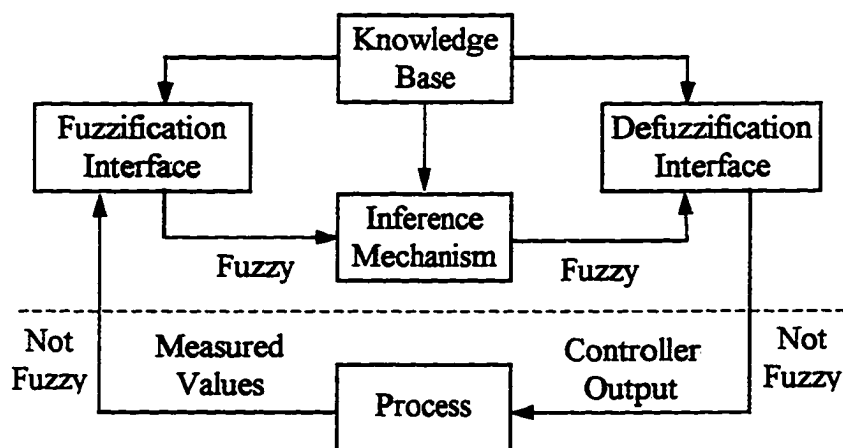 Knowledge
Base
Fuzzification
Interface
Defuzzification
Interface
Inference
Mechanism
Fuzzy
Fuzzy
Not
Fuzzy
Measured
Values
Controller
Output
Not
Fuzzy
Process